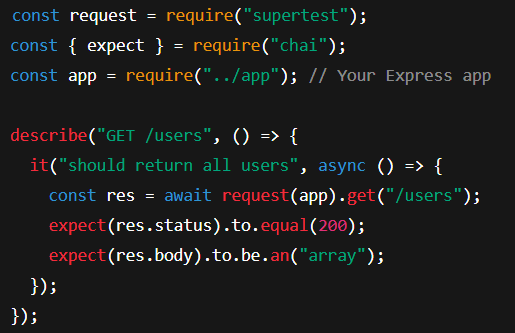 const request = require("supertest");
const { expect } = require("chai");
const app = require("../app"); // Your Express app
describe("GET /users", () => {
it("should return all users", async () => {
const res = await request(app).get("/users");
expect(res.status).to.equal(200);
expect(res.body).to.be.an("array");
});
});